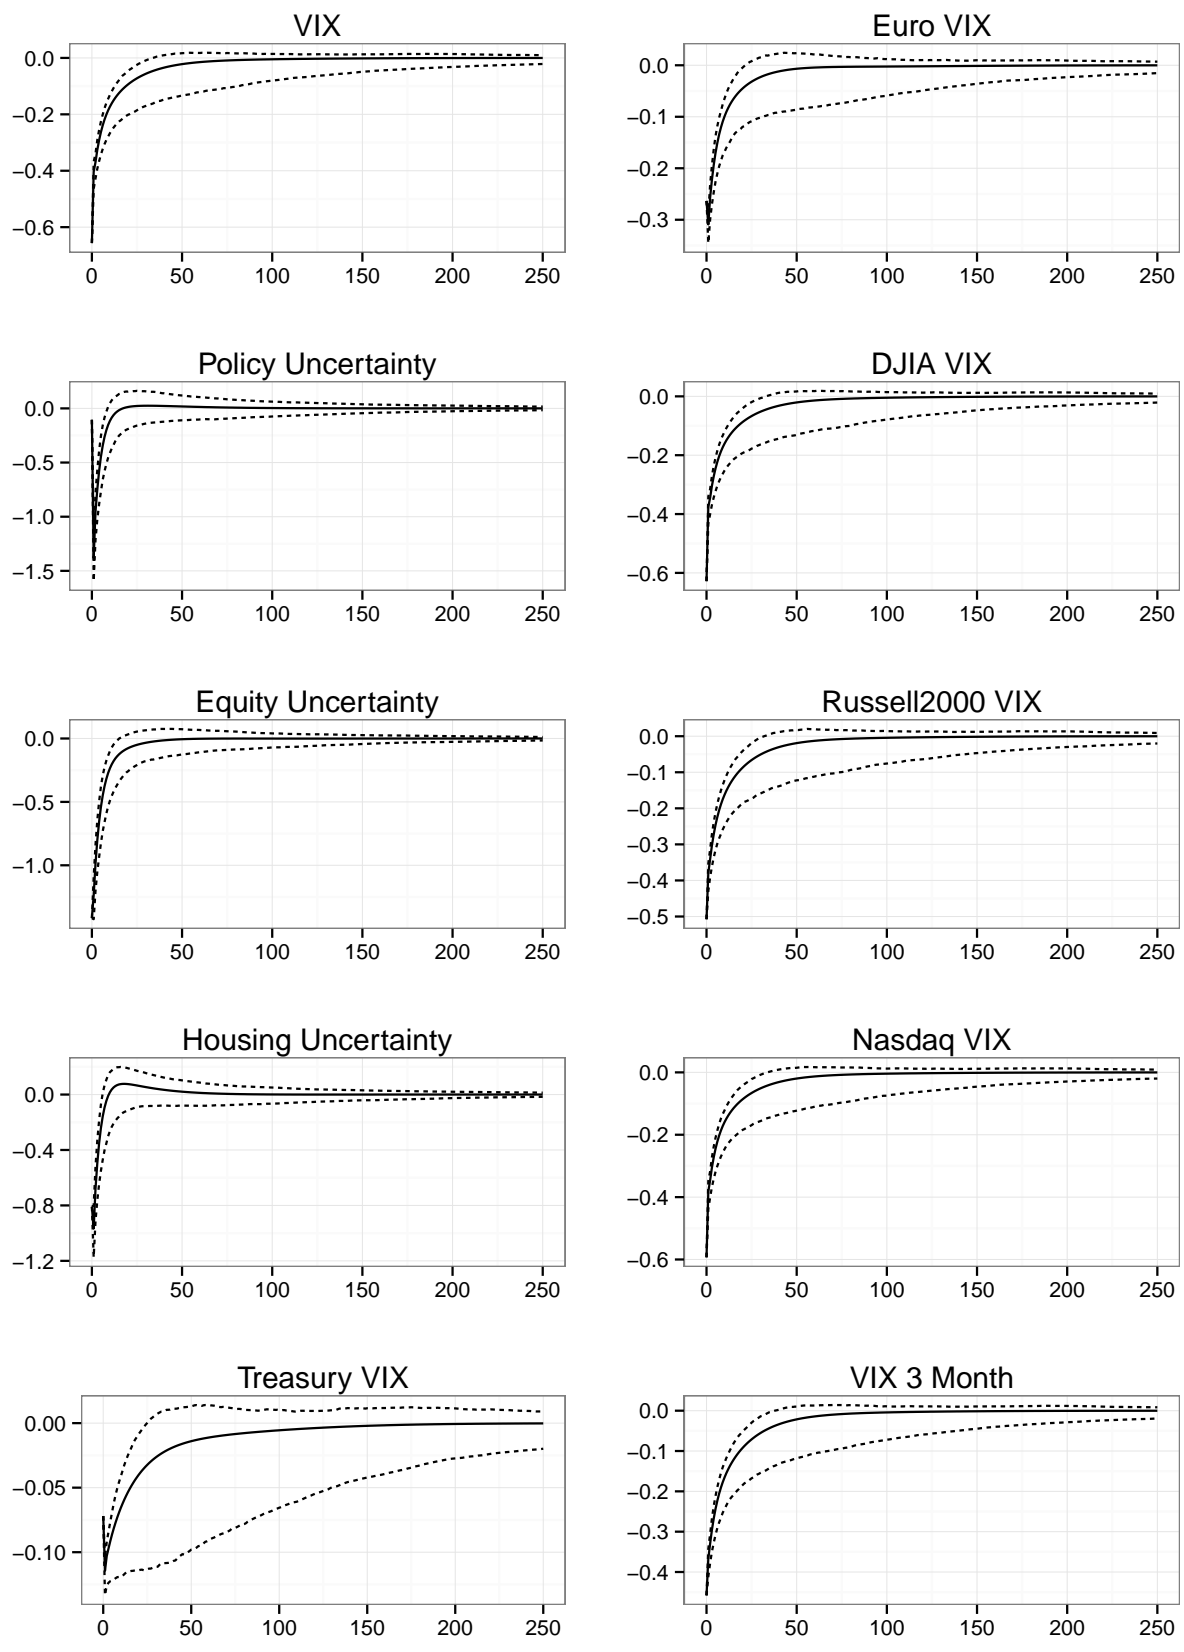 VIX
0.0
−0.2
−0.4
−0.6
0 50 100 150 200 250
Euro VIX
0.0
−0.1
−0.2
−0.3
0 50 100 150 200 250
Policy Uncertainty
0.0
−0.5
−1.0
−1.5
0 50 100 150 200 250
DJIA VIX
0.0
−0.2
−0.4
−0.6
0 50 100 150 200 250
Equity Uncertainty
0.0
−0.5
−1.0
0 50 100 150 200 250
Russell2000 VIX
0.0
−0.1
−0.2
−0.3
−0.4
−0.5
0 50 100 150 200 250
Housing Uncertainty
0.0
−0.4
−0.8
−1.2
0 50 100 150 200 250
Nasdaq VIX
0.0
−0.2
−0.4
−0.6
0 50 100 150 200 250
Treasury VIX
0.00
−0.05
−0.10
0 50 100 150 200 250
VIX 3 Month
0.0
−0.1
−0.2
−0.3
−0.4
0 50 100 150 200 250